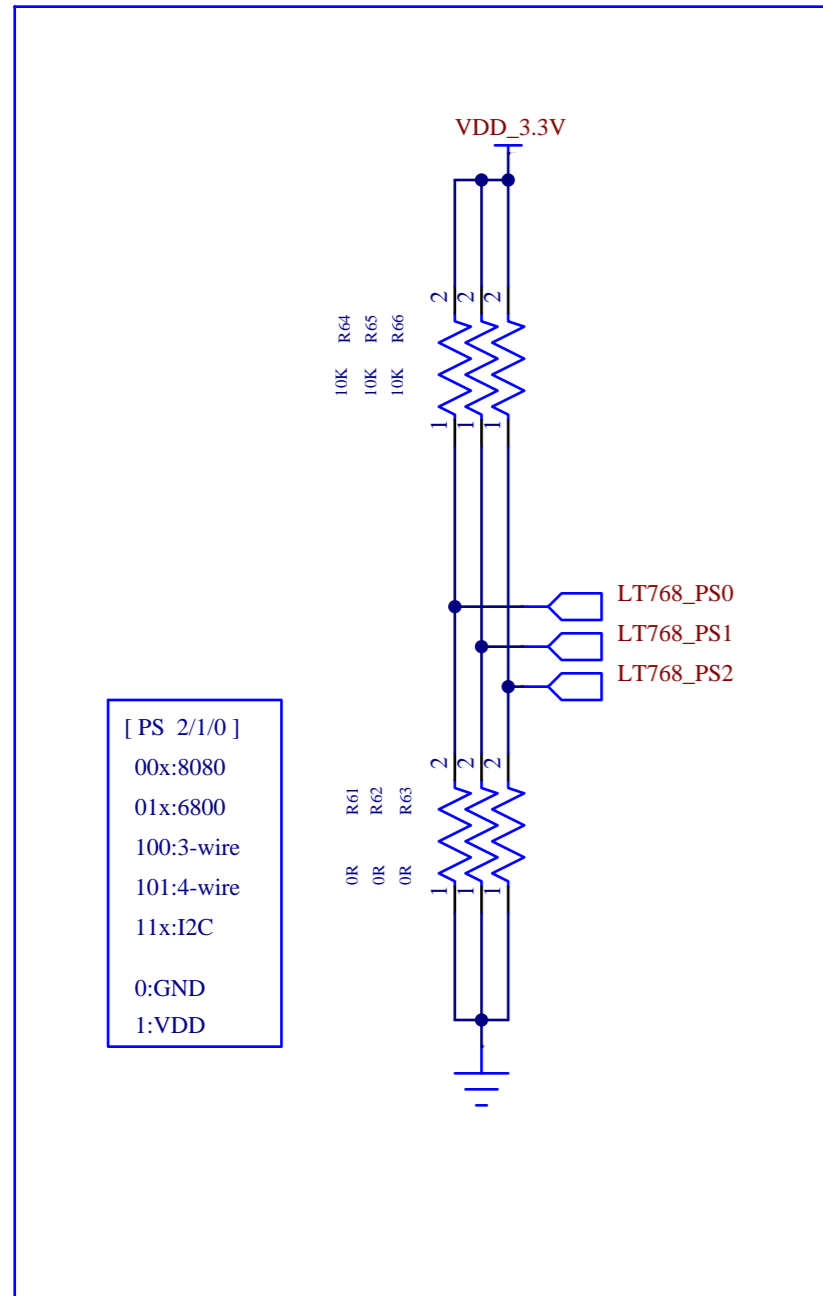 VDD_3.3V
2 2 2
R64 R65 R66
10K 10K 10K
1 1 1
LT768_PS0
LT768_PS1
LT768_PS2
[ PS 2/1/0 ]
00x:8080
01x:6800
100:3-wire
101:4-wire
11x:I2C
0:GND
1:VDD
2 2 2
R61 R62 R63
0R 0R 0R
1 1 1